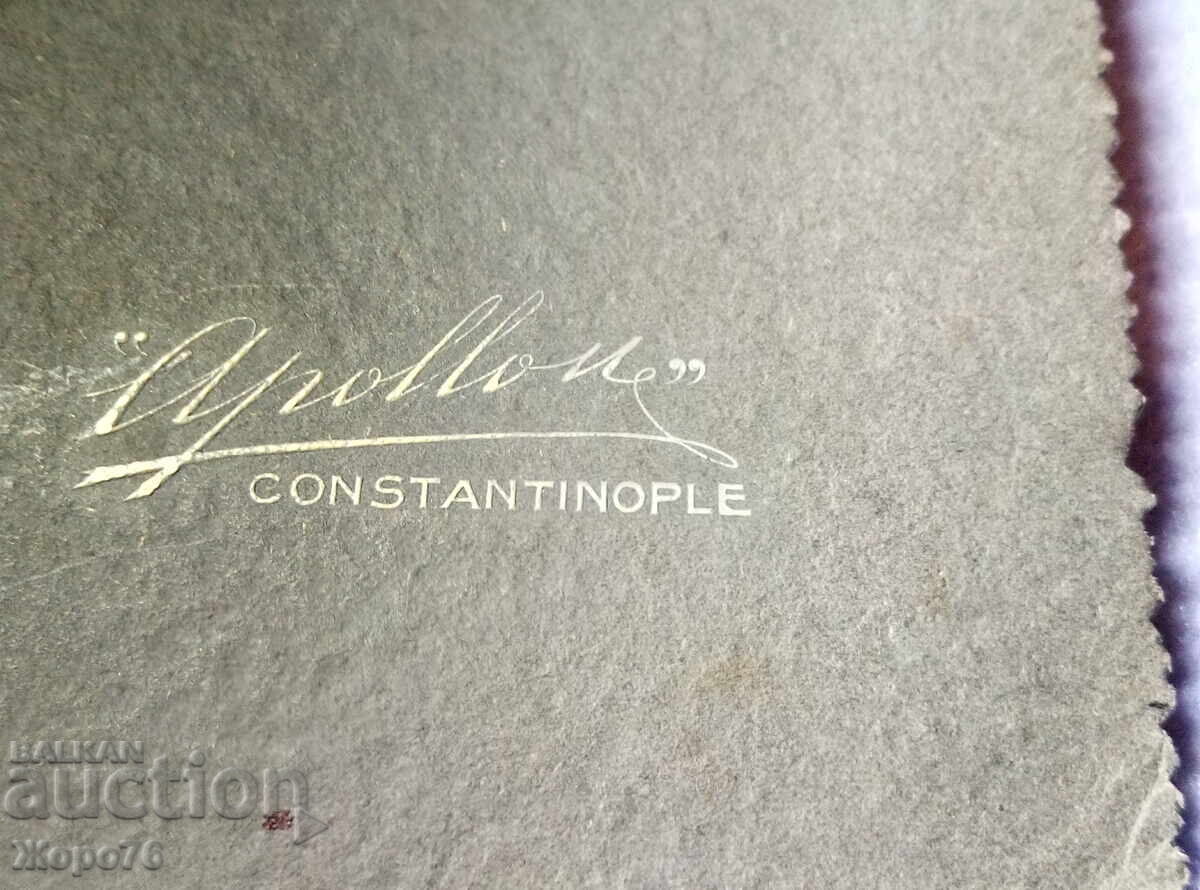 "Apollon"
CONSTANTINOPLE
BALKAN
auction
Жоро76